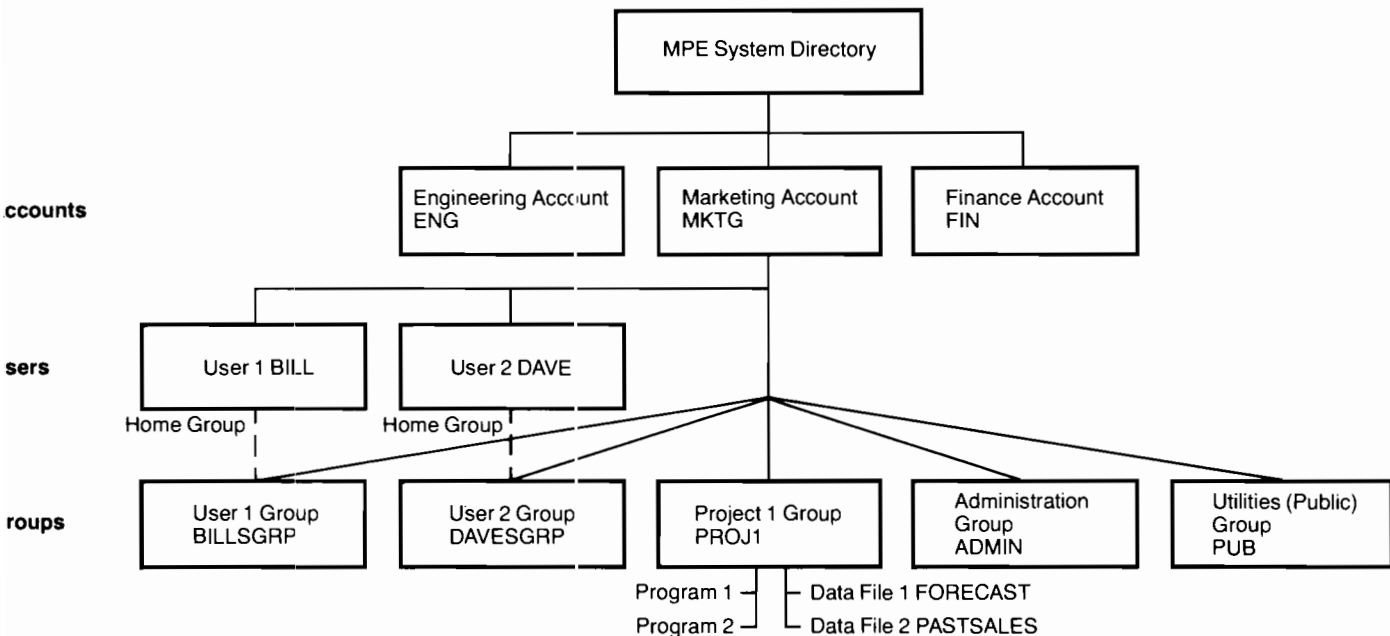 MPE System Directory
ccounts
Engineering Account
ENG
Marketing Account
MKTG
Finance Account
FIN
sers
User 1 BILL
User 2 DAVE
Home Group
Home Group
roups
User 1 Group
BILLSGRP
User 2 Group
DAVESGRP
Project 1 Group
PROJ1
Administration
Group
ADMIN
Utilities (Public)
Group
PUB
Program 1
Data File 1 FORECAST
Program 2
Data File 2 PASTSALES